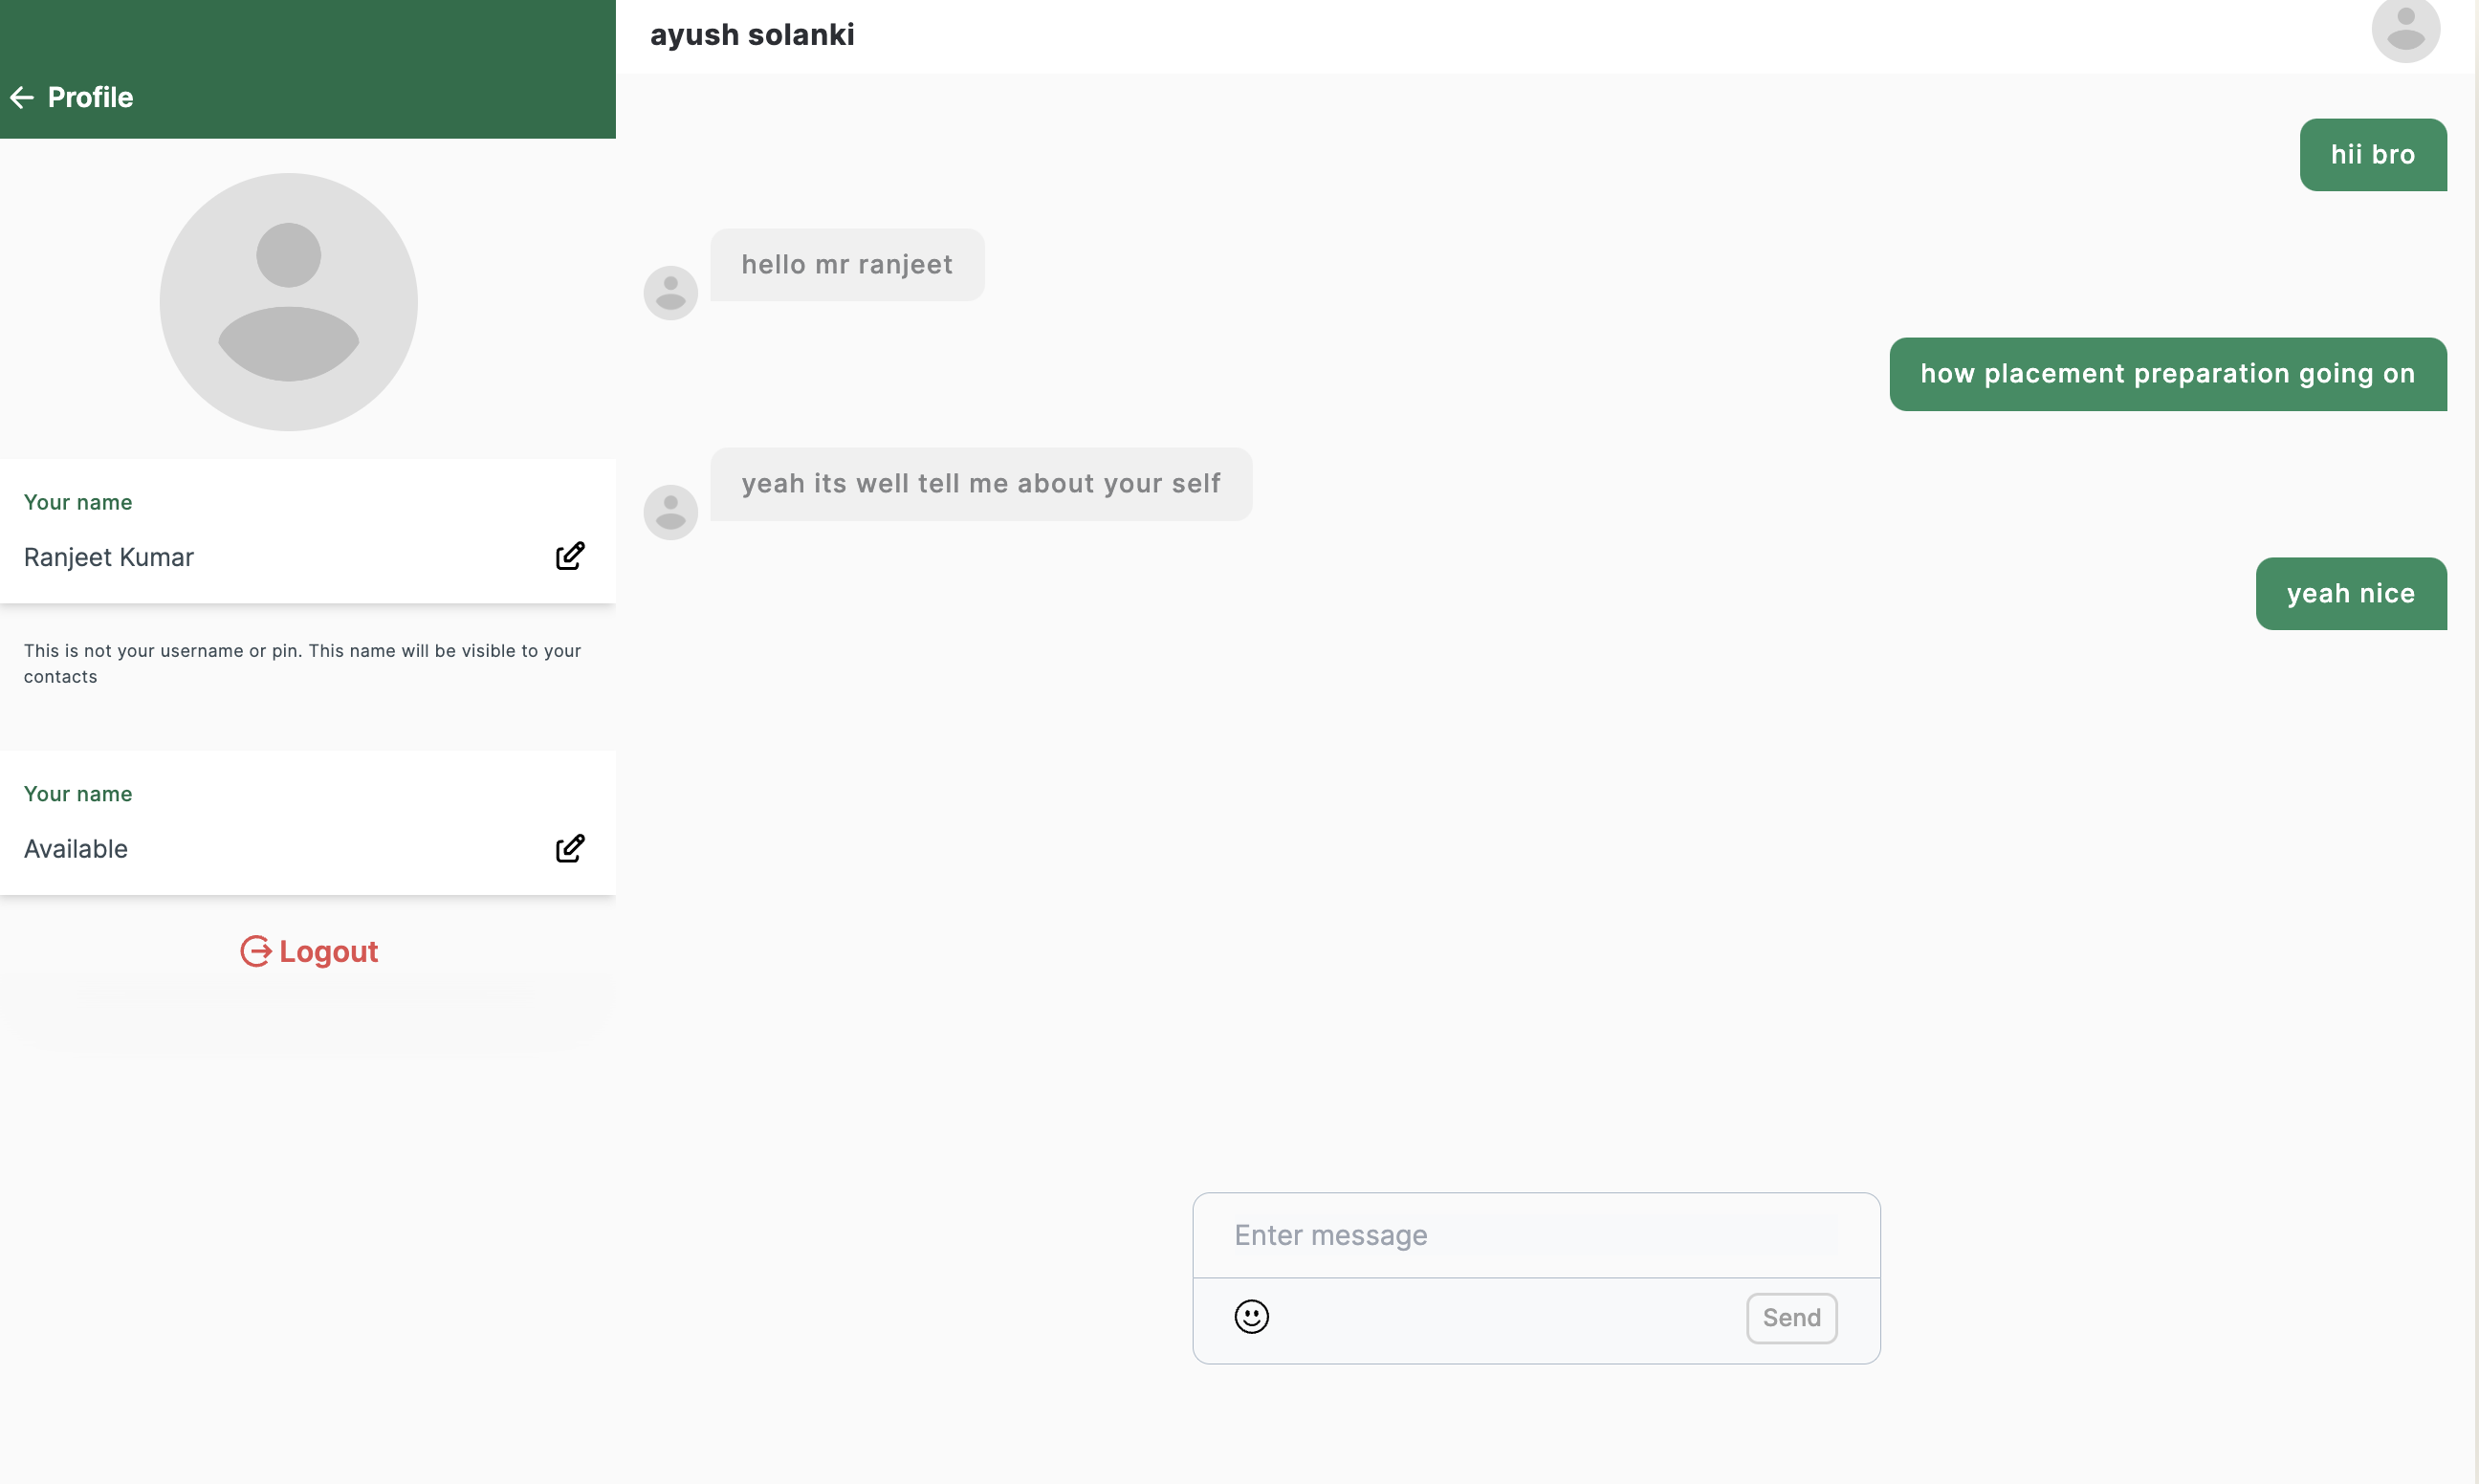 Profile
Your name
Ranjeet Kumar
This is not your username or pin. This name will be visible to your
contacts
Your name
Available
Logout
ayush solanki
hii bro
hello mr ranjeet
how placement preparation going on
yeah its well tell me about your self
yeah nice
Enter message
Send